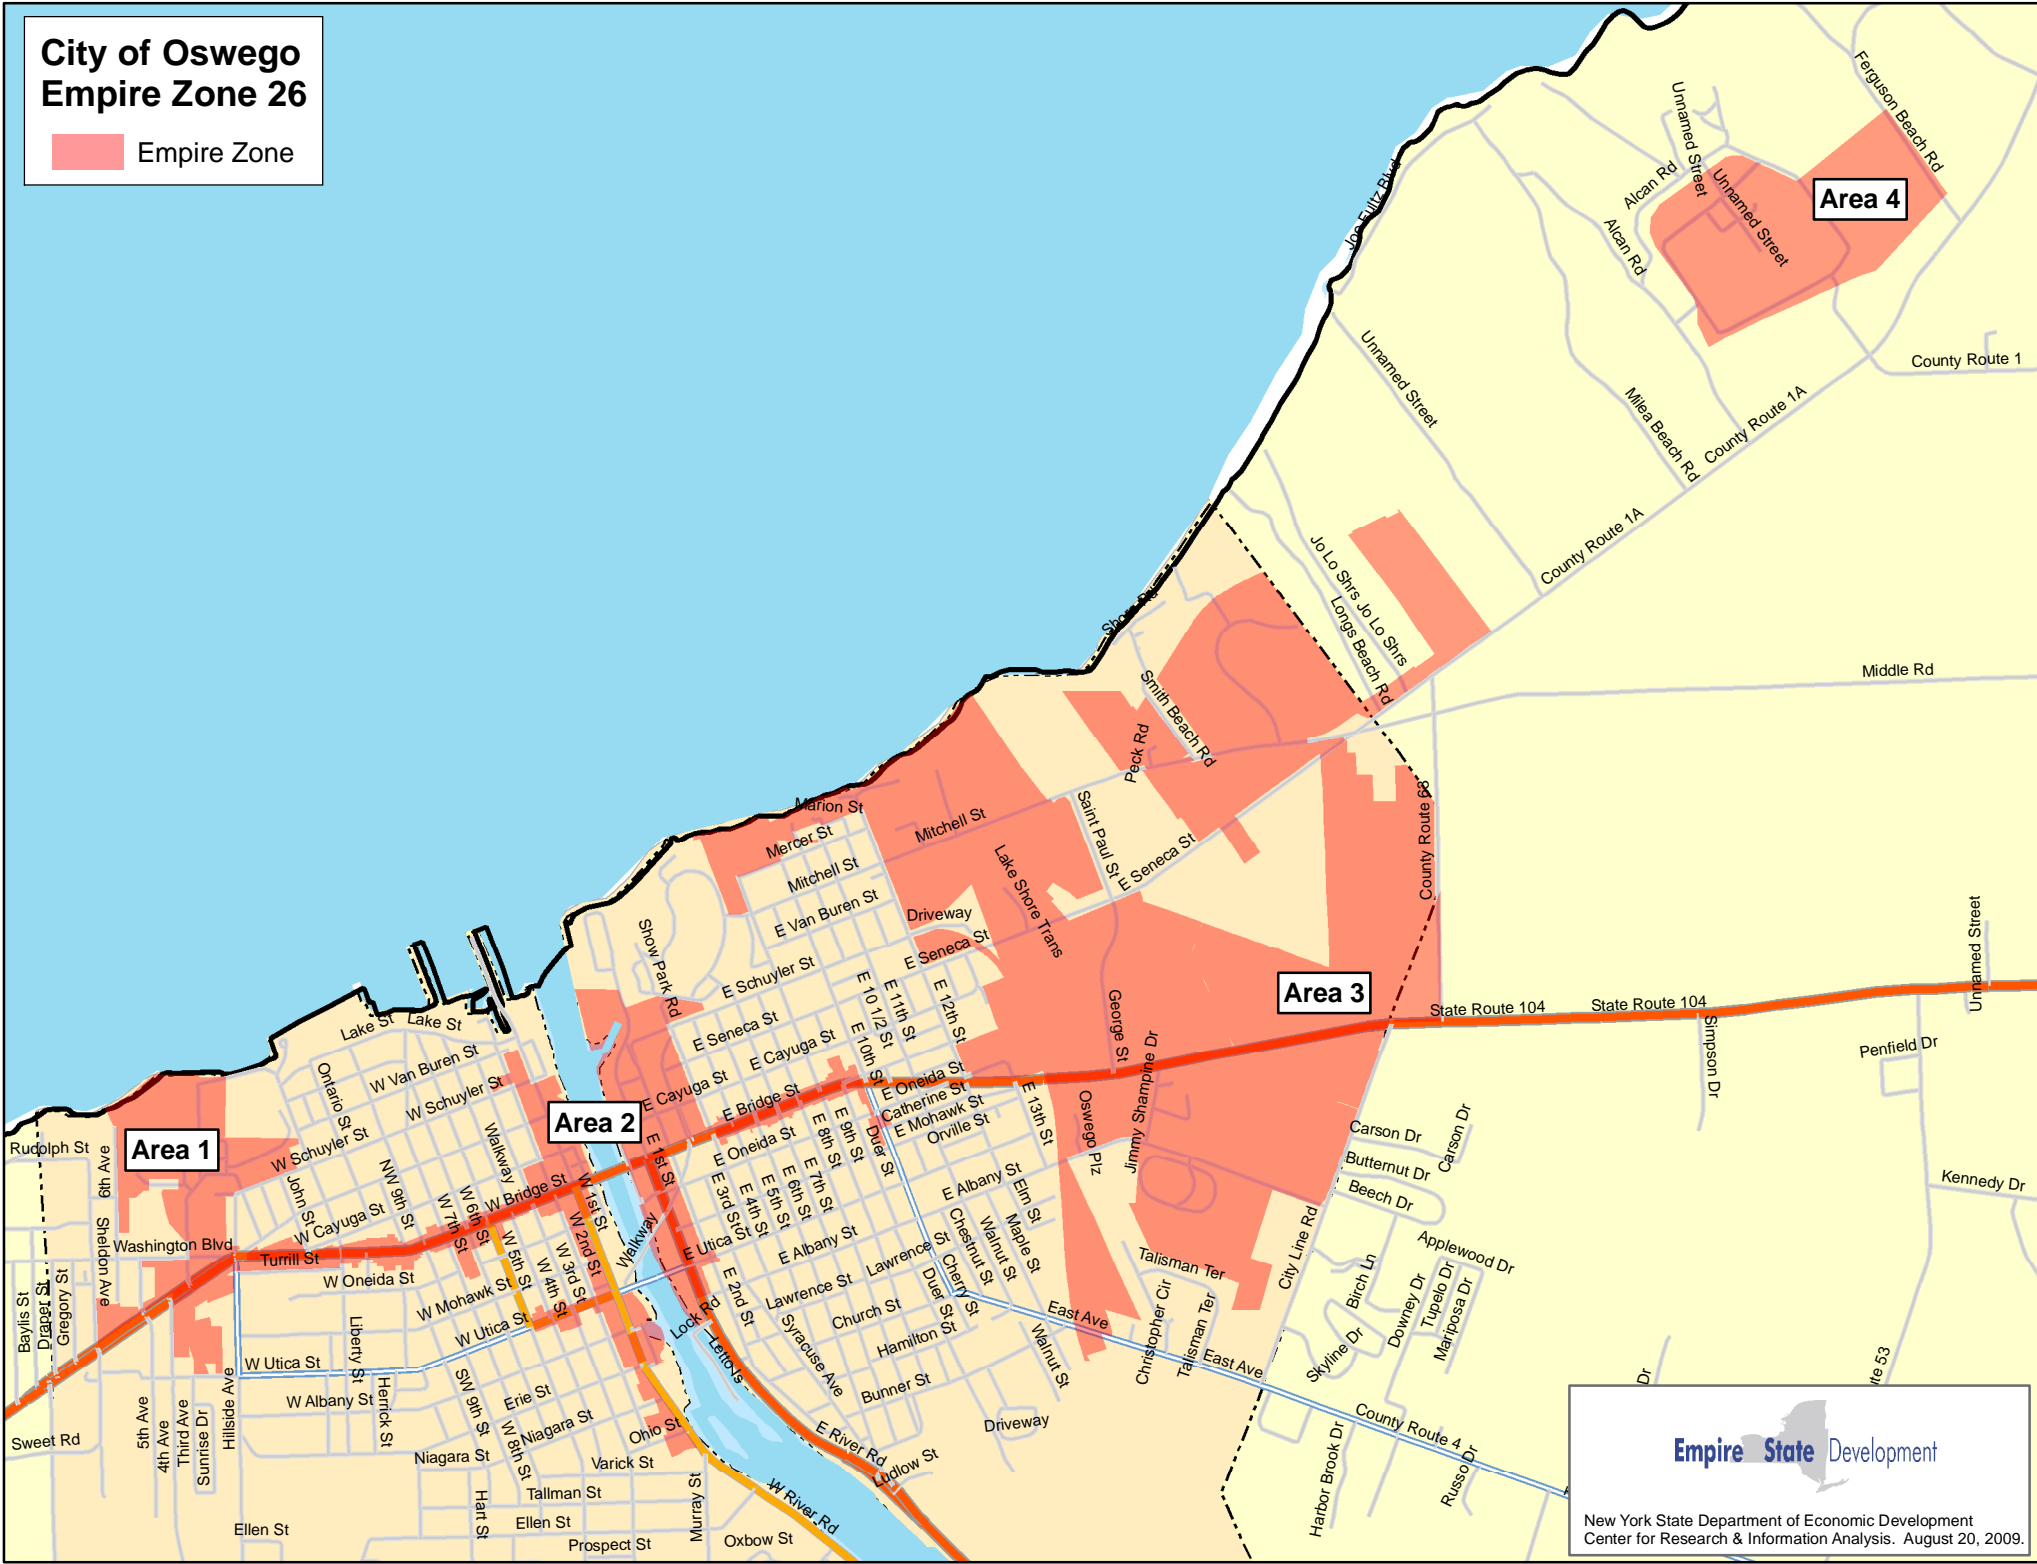 City of Oswego
Empire Zone 26
Empire Zone
Ferguson Beach Rd
Unnamed Street
Alcan Rd
Unnamed Street
Area 4
Joe Fultz Blvd
Alcan Rd
County Route 1
Unnamed Street
Milea Beach Rd
County Route 1A
County Route 1A
Jo Lo Shrs
Jo Lo Shrs
Longs Beach Rd
Shore Rd
Middle Rd
Smith Beach Rd
Peck Rd
Marion St
Mercer St
Mitchell St
Mitchell St
Saint Paul St
County Route 63
E Seneca St
Lake Shore Trans
E Van Buren St
Driveway
E Seneca St
Show Park Rd
E Schuyler St
Unnamed Street
E 10 1/2 St
E 11th St
E 12th St
Area 3
State Route 104
State Route 104
George St
Lake St
Lake St
E Seneca St
E Cayuga St
E 10th St
Simpson Dr
Penfield Dr
Ontario St
W Van Buren St
W Schuyler St
E Cayuga St
E Bridge St
E Oneida St
Catherine St
E Mohawk St
Orville St
E 13th St
Oswego Plz
Jimmy Shampine Dr
Area 2
Area 1
Rudolph St
6th Ave
W Schuyler St
Walkway
E 1st St
E Oneida St
E 8th St
E 9th St
Duer St
Carson Dr
Carson Dr
Butternut Dr
Beech Dr
Kennedy Dr
John St
NW 9th St
W 7th St
W 6th St
W Bridge St
W 1st St
W 2nd St
E 3rd St
E 4th St
E 5th St
E 6th St
E 7th St
E Albany St
Elm St
Maple St
Walnut St
Chestnut St
Sheldon Ave
Washington Blvd
W Cayuga St
Turrill St
W Oneida St
W 5th St
W 4th St
W 3rd St
Walkway
E Utica St
E Albany St
Lawrence St
Lawrence St
City Line Rd
Talisman Ter
Applewood Dr
Baylis St
Draper St
Gregory St
W Mohawk St
W Utica St
E 2nd St
Lock Rd
Church St
Duer St
Cherry St
East Ave
Christopher Cir
Talisman Ter
Birch Ln
Downey Dr
Tupelo Dr
Mariposa Dr
Skyline Dr
Liberty St
W Utica St
Syracuse Ave
Hamilton St
Walnut St
East Ave
W Albany St
Herrick St
SW 9th St
Erie St
Bunner St
5th Ave
4th Ave
Third Ave
Sunrise Dr
Hillside Ave
Sweet Rd
Niagara St
W 8th St
Niagara St
Ohio St
E River Rd
Driveway
County Route 4
Dr
Varick St
Ludlow St
Harbor Brook Dr
Russo Dr
Hart St
Tallman St
Murray St
W River Rd
Ellen St
Ellen St
Prospect St
Oxbow St
Empire State Development
New York State Department of Economic Development
Center for Research & Information Analysis. August 20, 2009.